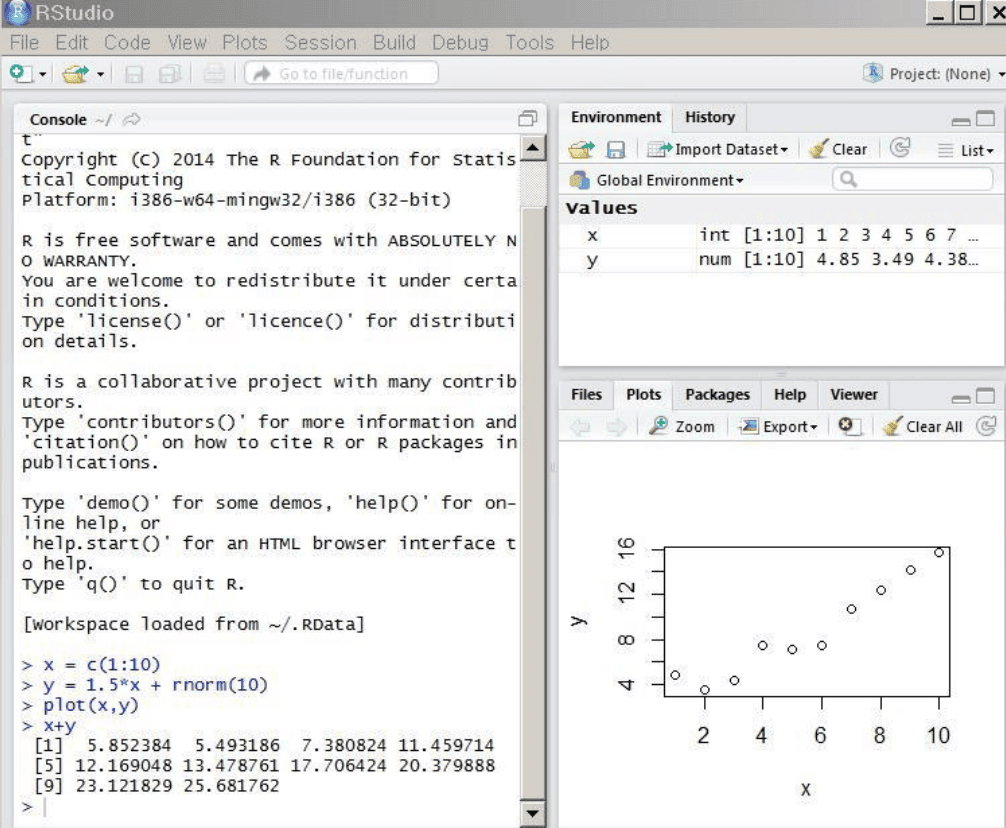 RStudio
File Edit Code View Plots Session Build Debug Tools Help
Go to file/function
Project: (None)
Console ~/
t"
Copyright (C) 2014 The R Foundation for Statis
tical Computing
Platform: i386-w64-mingw32/i386 (32-bit)
R is free software and comes with ABSOLUTELY N
O WARRANTY.
You are welcome to redistribute it under certa
in conditions.
Type 'license()' or 'licence()' for distributi
on details.
R is a collaborative project with many contrib
utors.
Type 'contributors()' for more information and
'citation()' on how to cite R or R packages in
publications.
Type 'demo()' for some demos, 'help()' for on-
line help, or
'help.start()' for an HTML browser interface t
o help.
Type 'q()' to quit R.
[Workspace loaded from ~/.RData]
> x = c(1:10)
> y = 1.5*x + rnorm(10)
> plot(x,y)
> x+y
[1] 5.852384 5.493186 7.380824 11.459714
[5] 12.169048 13.478761 17.706424 20.379888
[9] 23.121829 25.681762
>
Environment History
Import Dataset Clear List
Global Environment
Values
x int [1:10] 1 2 3 4 5 6 7 …
y num [1:10] 4.85 3.49 4.38…
Files Plots Packages Help Viewer
Zoom Export Clear All
16
12
8
4
y
2 4 6 8 10
x